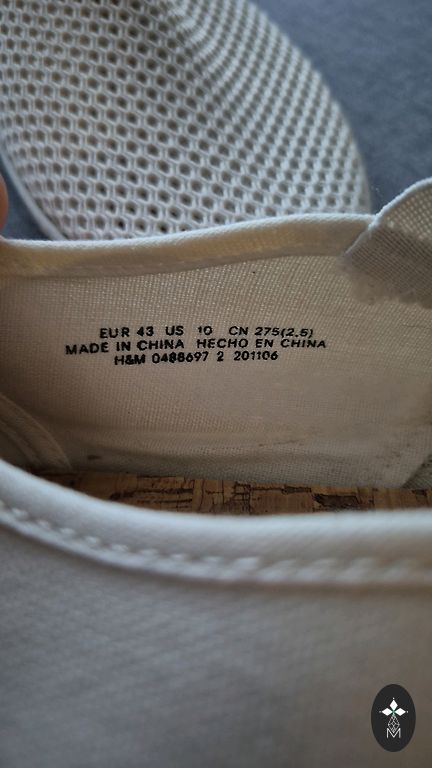 EUR 43 US 10 CN 275(2.5)
MADE IN CHINA HECHO EN CHINA
H&M 0488697 2 201106
M